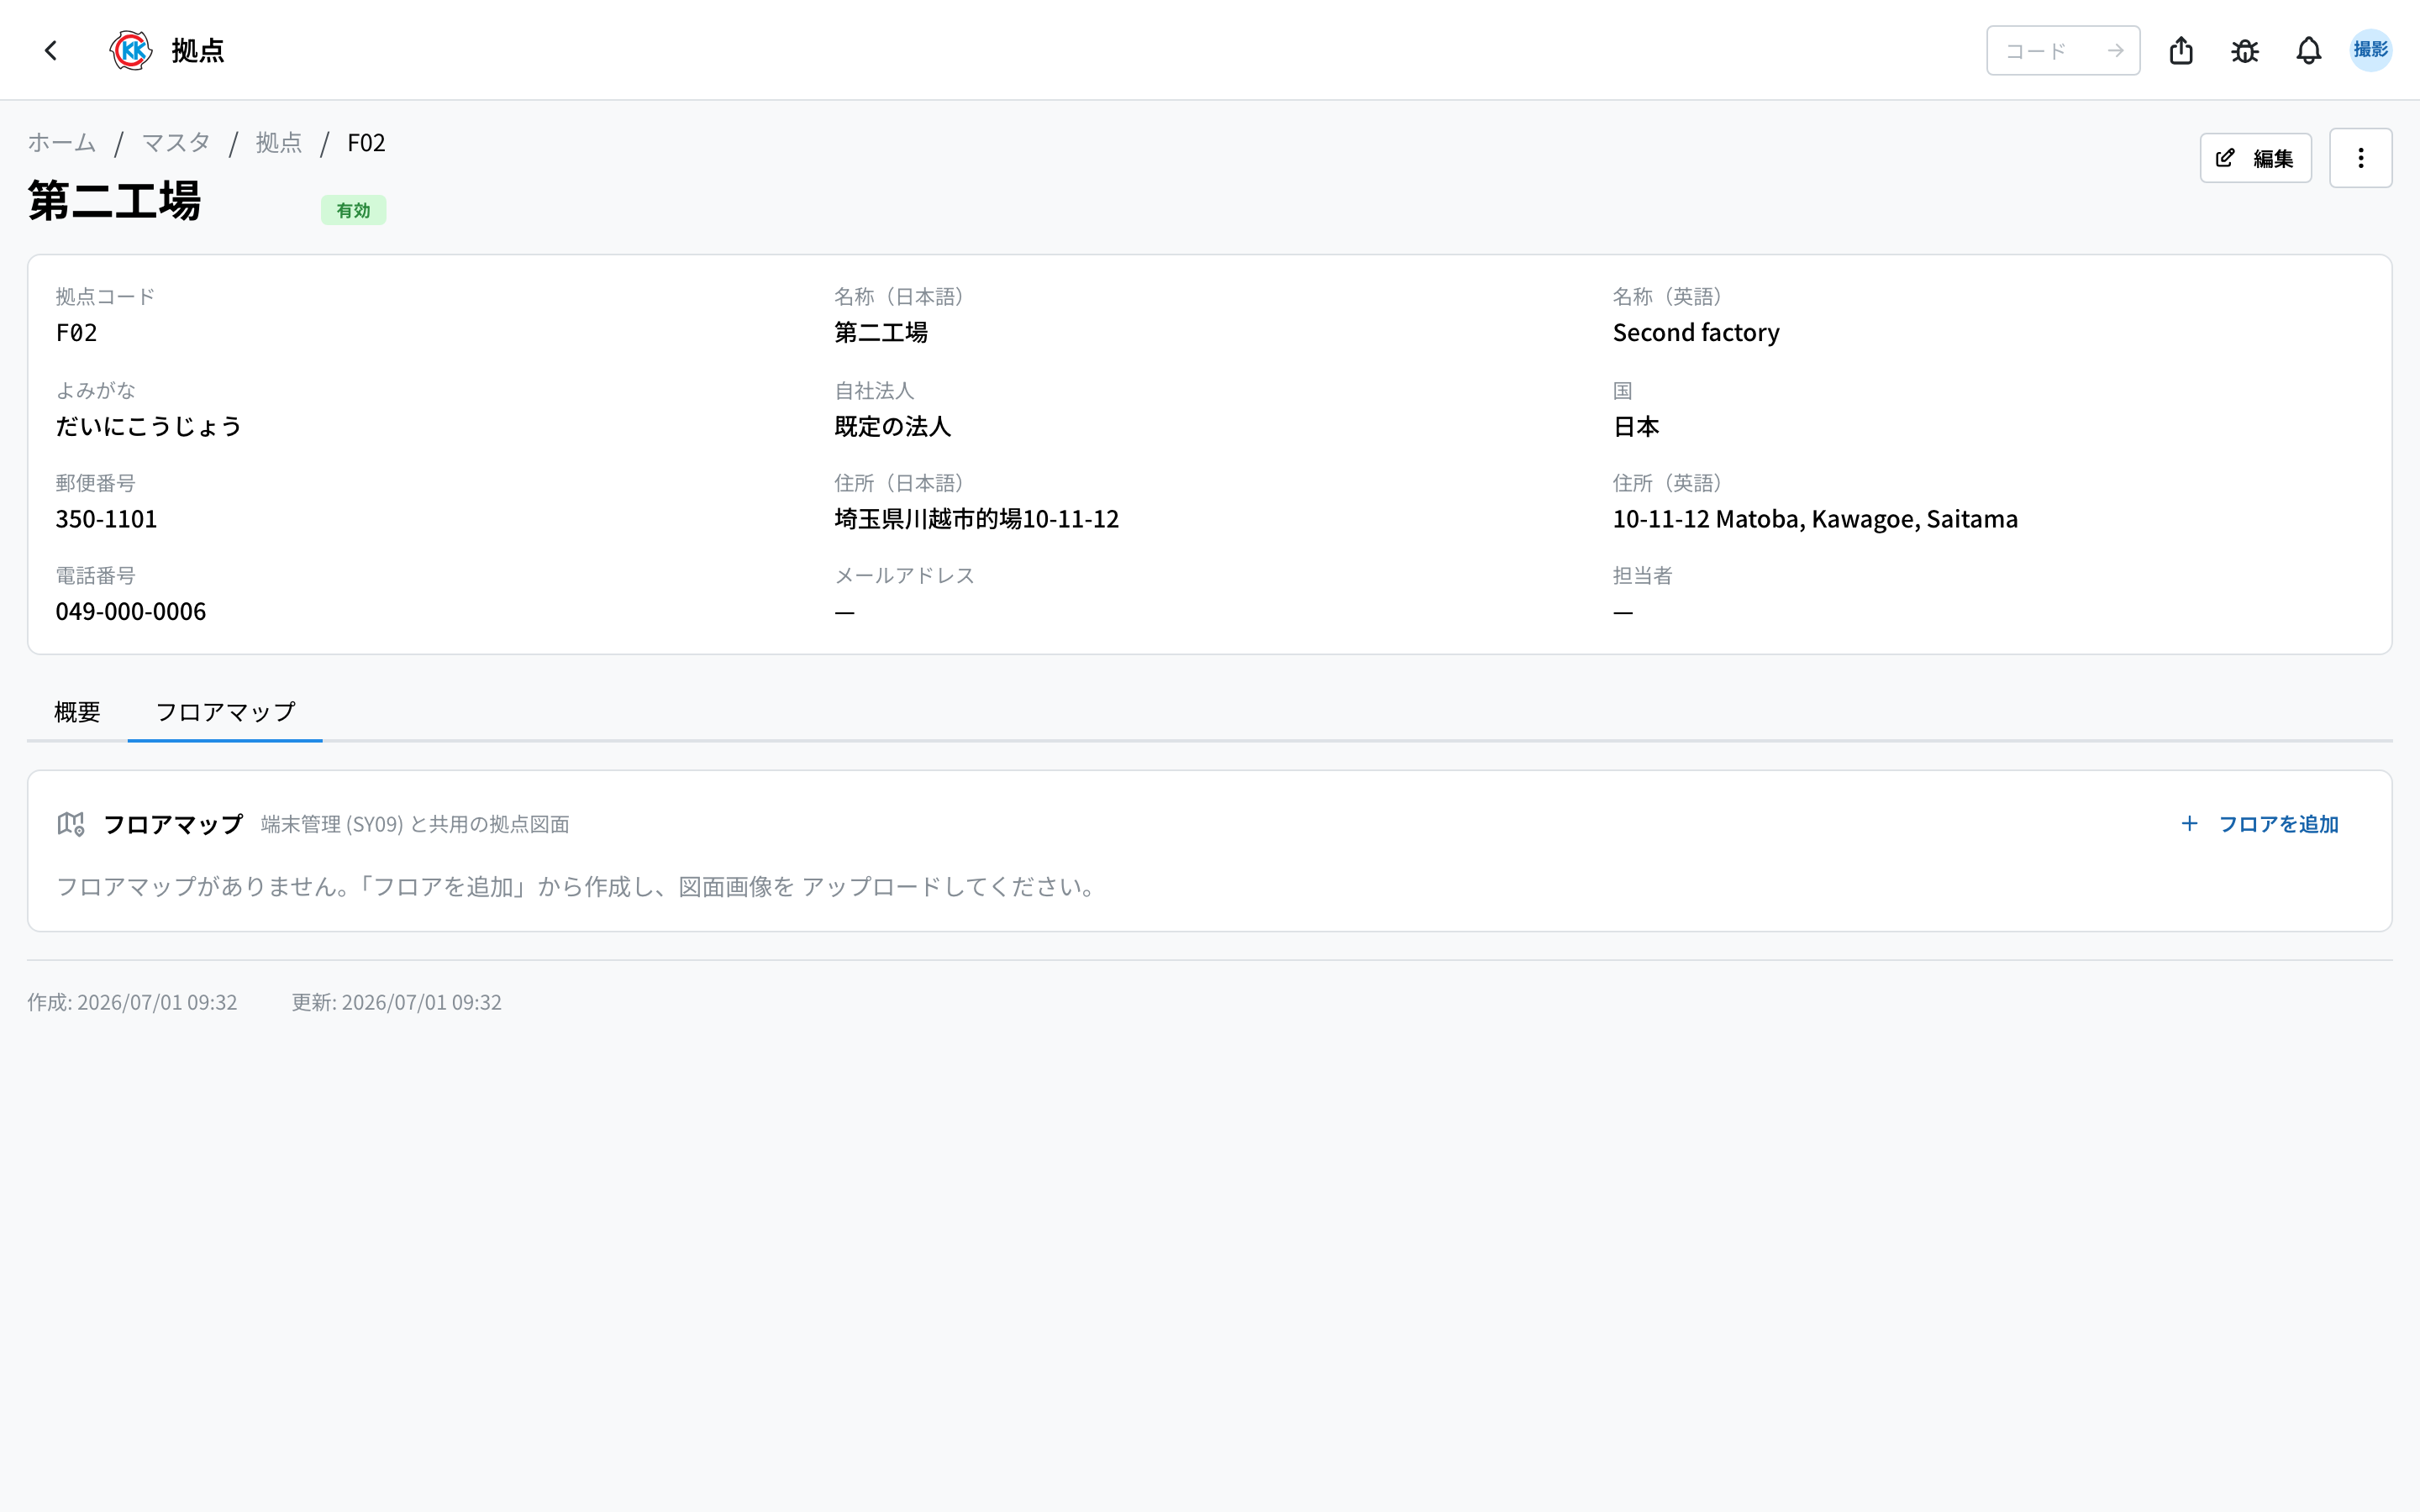 KK 拠点
コード
撮影
ホーム / マスタ / 拠点 / F02
編集
第二工場
有効
拠点コード
F02
名称（日本語）
第二工場
名称（英語）
Second factory
よみがな
だいにこうじょう
自社法人
既定の法人
国
日本
郵便番号
350-1101
住所（日本語）
埼玉県川越市的場10-11-12
住所（英語）
10-11-12 Matoba, Kawagoe, Saitama
電話番号
049-000-0006
メールアドレス
—
担当者
—
概要
フロアマップ
フロアマップ 端末管理 (SY09) と共用の拠点図面
フロアを追加
フロアマップがありません。「フロアを追加」から作成し、図面画像を アップロードしてください。
作成: 2026/07/01 09:32
更新: 2026/07/01 09:32